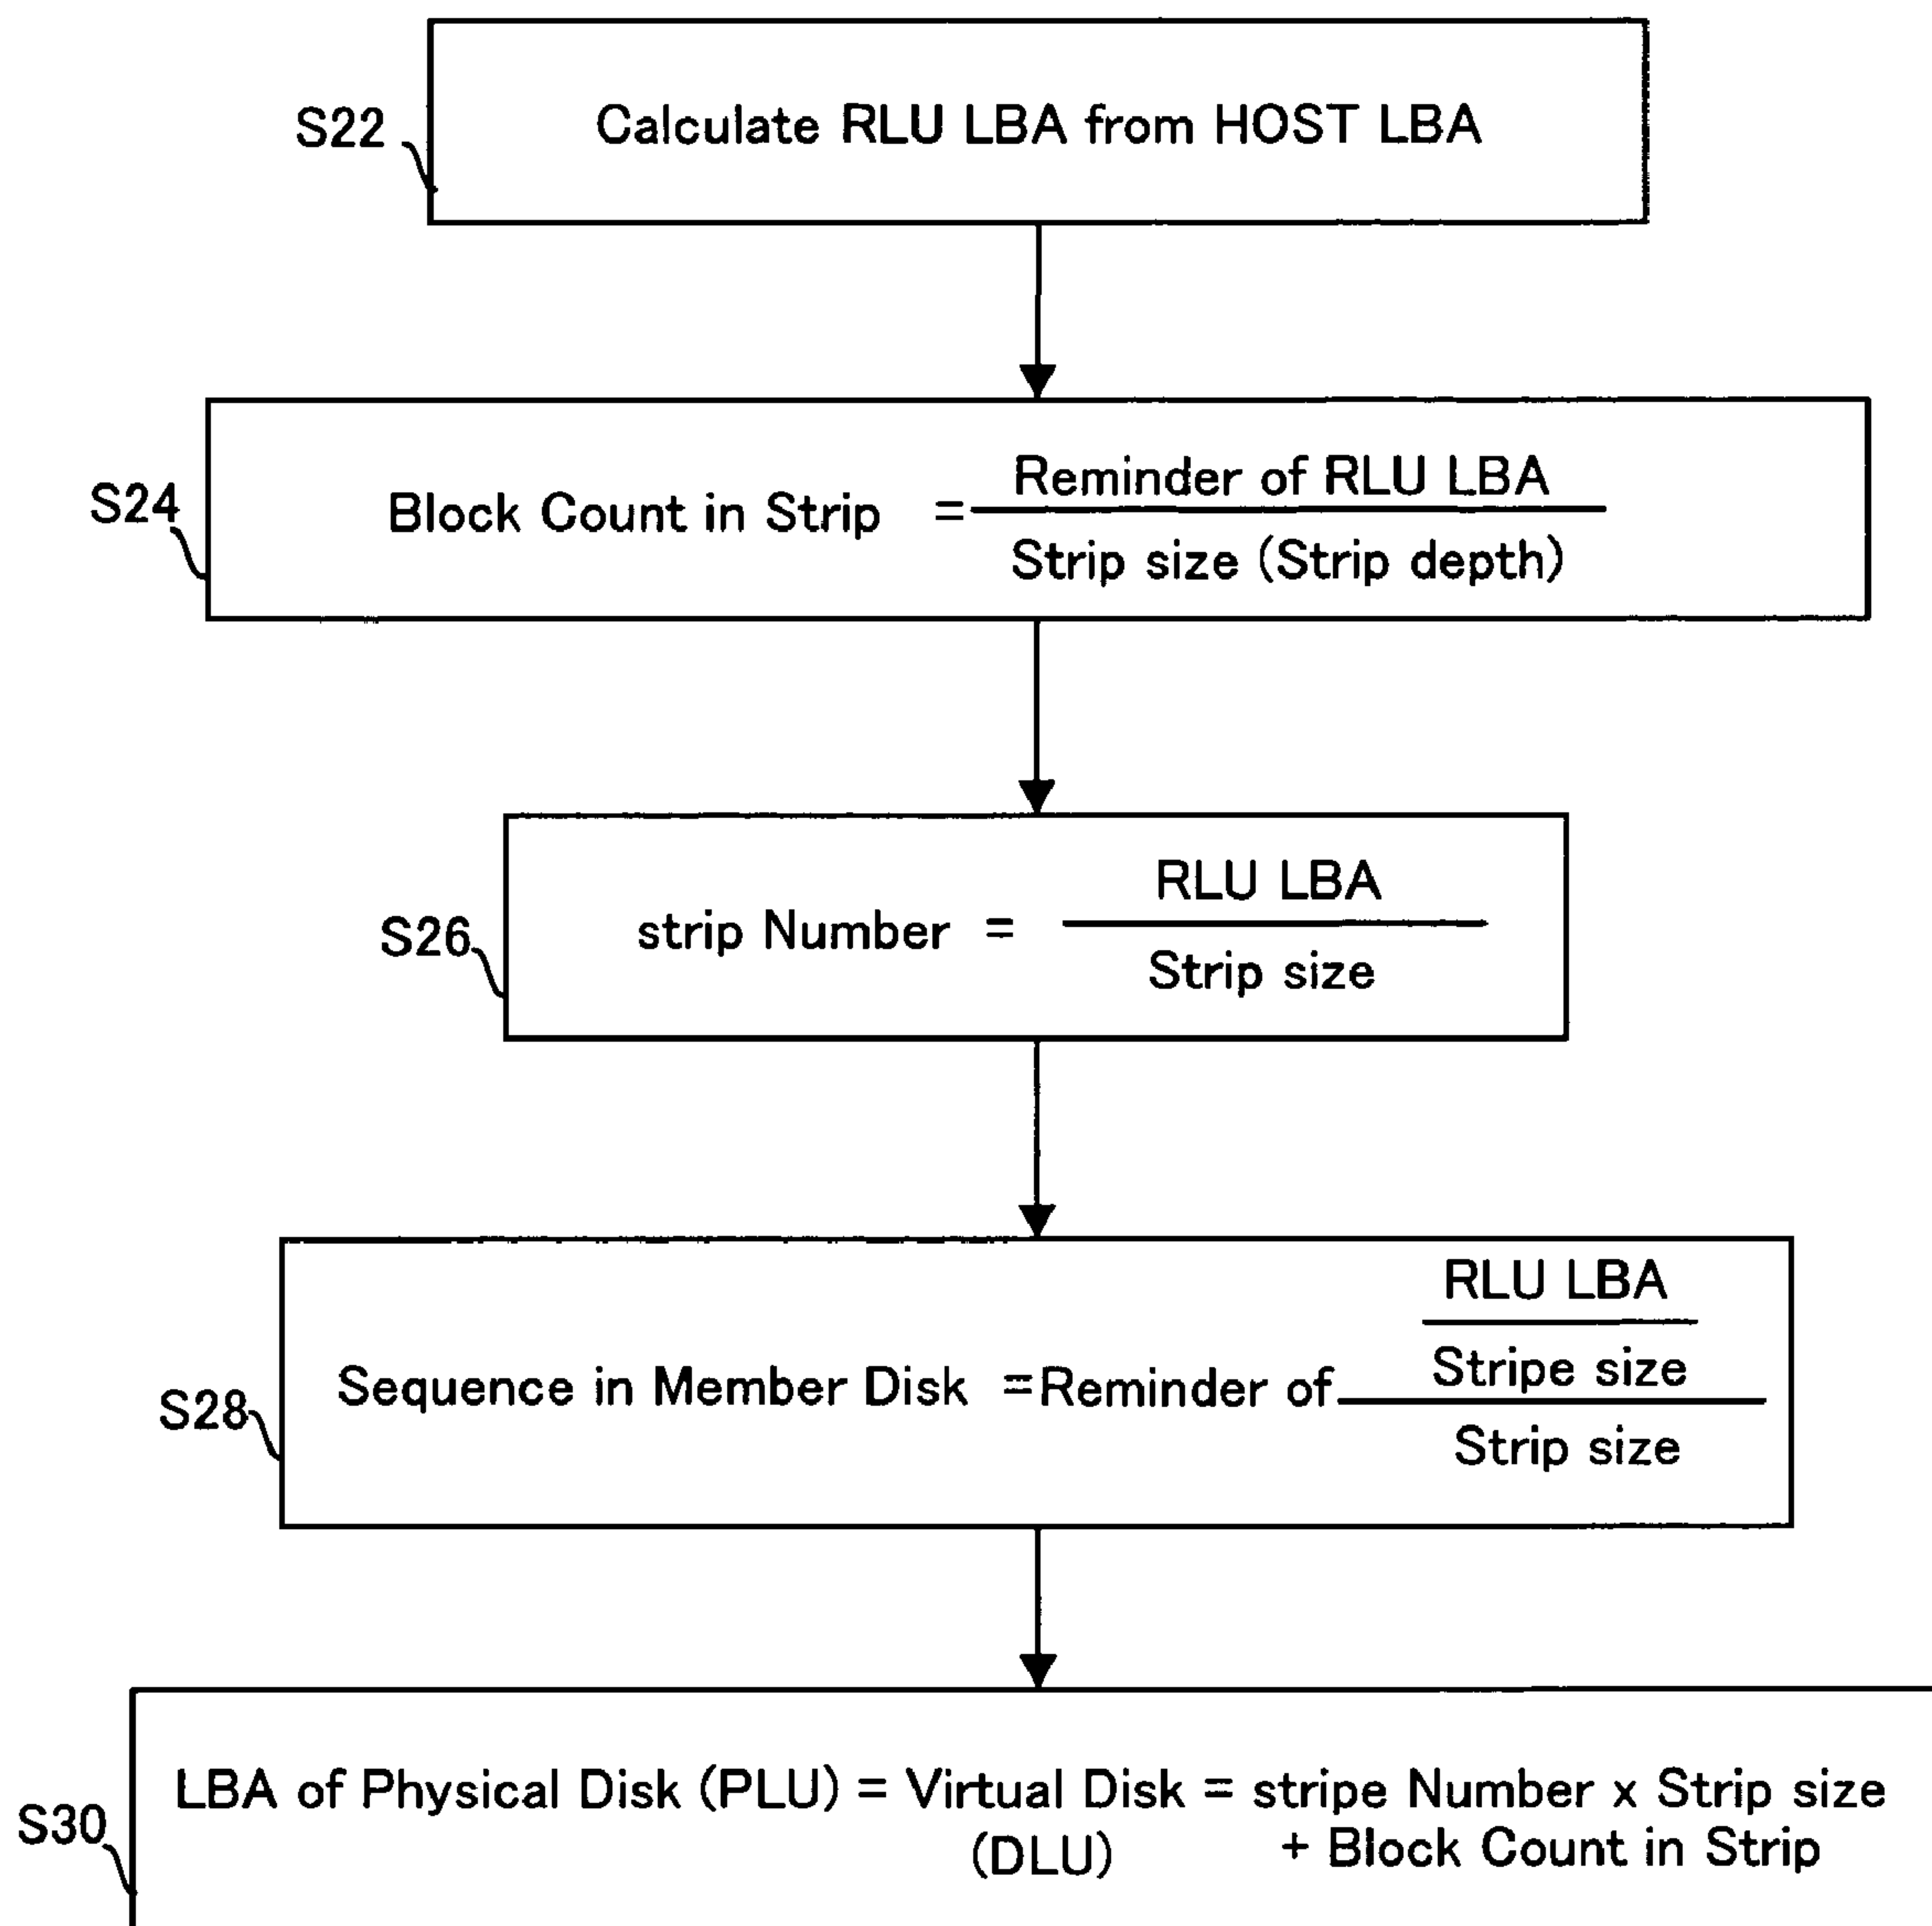 S22
Calculate RLU LBA from HOST LBA
S24
Block Count in Strip =
Reminder of RLU LBA
Strip size (Strip depth)
S26
strip Number =
RLU LBA
Strip size
S28
Sequence in Member Disk =Reminder of
RLU LBA
Stripe size
Strip size
S30
LBA of Physical Disk (PLU) = Virtual Disk = stripe Number x Strip size
(DLU) + Block Count in Strip